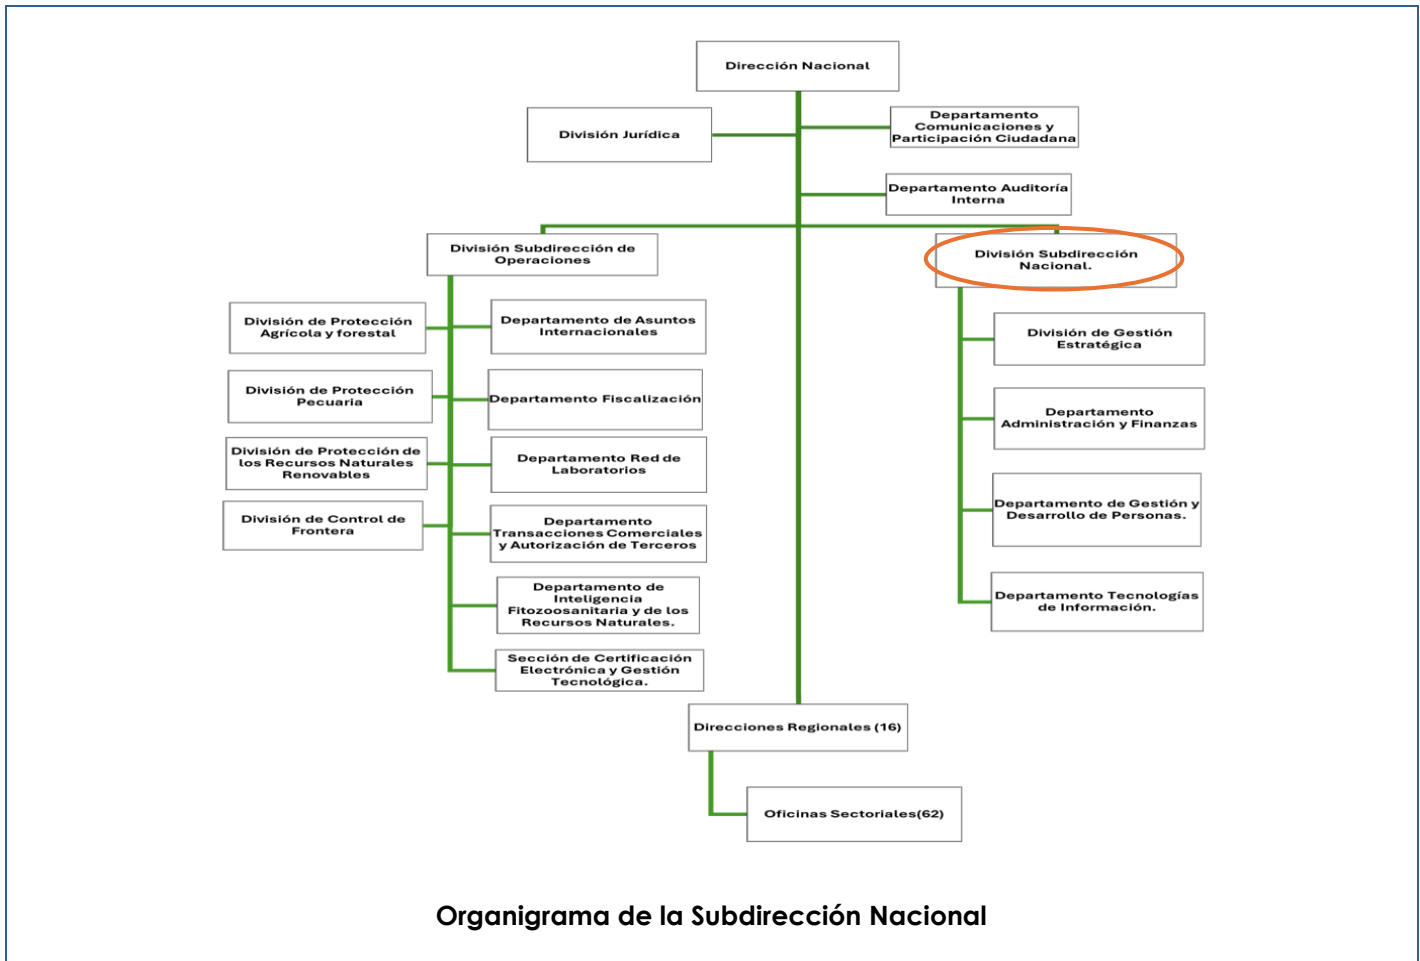 Dirección Nacional
División Jurídica
Departamento
Comunicaciones y
Participación Ciudadana
Departamento Auditoría
Interna
División Subdirección de
Operaciones
División Subdirección
Nacional.
División de Protección
Agrícola y forestal
Departamento de Asuntos
Internacionales
División de Gestión
Estratégica
División de Protección
Pecuaria
Departamento Fiscalización
Departamento
Administración y Finanzas
División de Protección de
los Recursos Naturales
Renovables
Departamento Red de
Laboratorios
División de Control de
Frontera
Departamento
Transacciones Comerciales
y Autorización de Terceros
Departamento de Gestión y
Desarrollo de Personas.
Departamento de
Inteligencia
Fitozoosanitaria y de los
Recursos Naturales.
Departamento Tecnologías
de Información.
Sección de Certificación
Electrónica y Gestión
Tecnológica.
Direcciones Regionales (16)
Oficinas Sectoriales(62)
Organigrama de la Subdirección Nacional